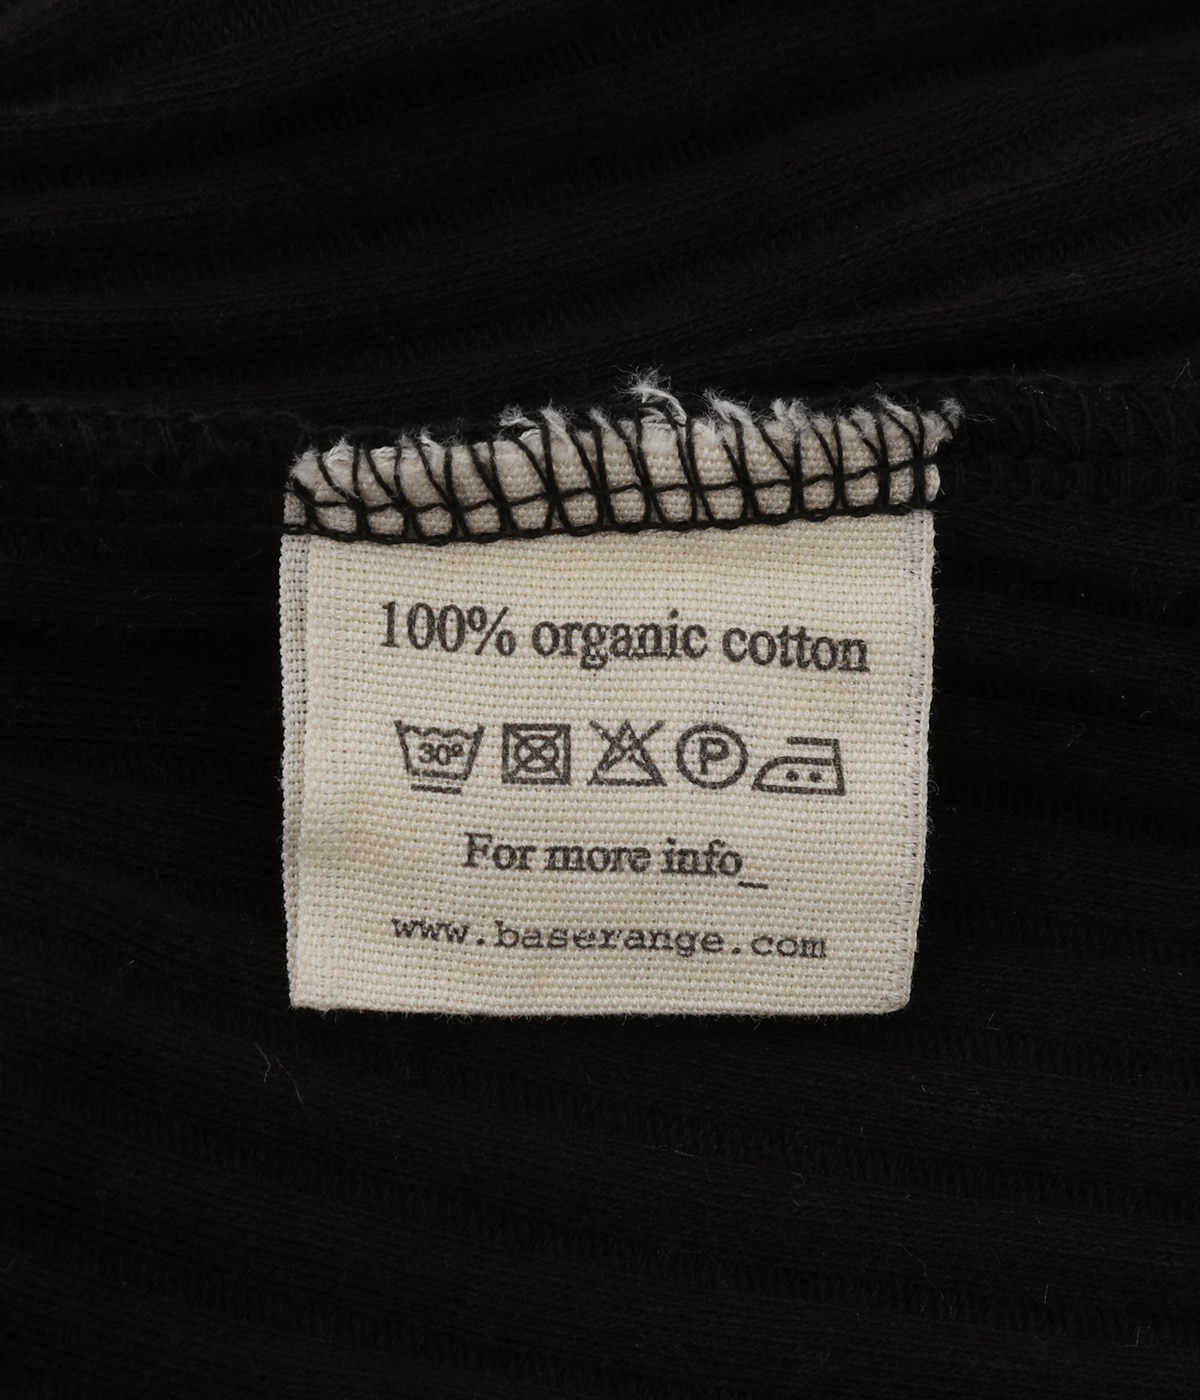 100% organic cotton
30°
P
For more info_
www.baserange.com